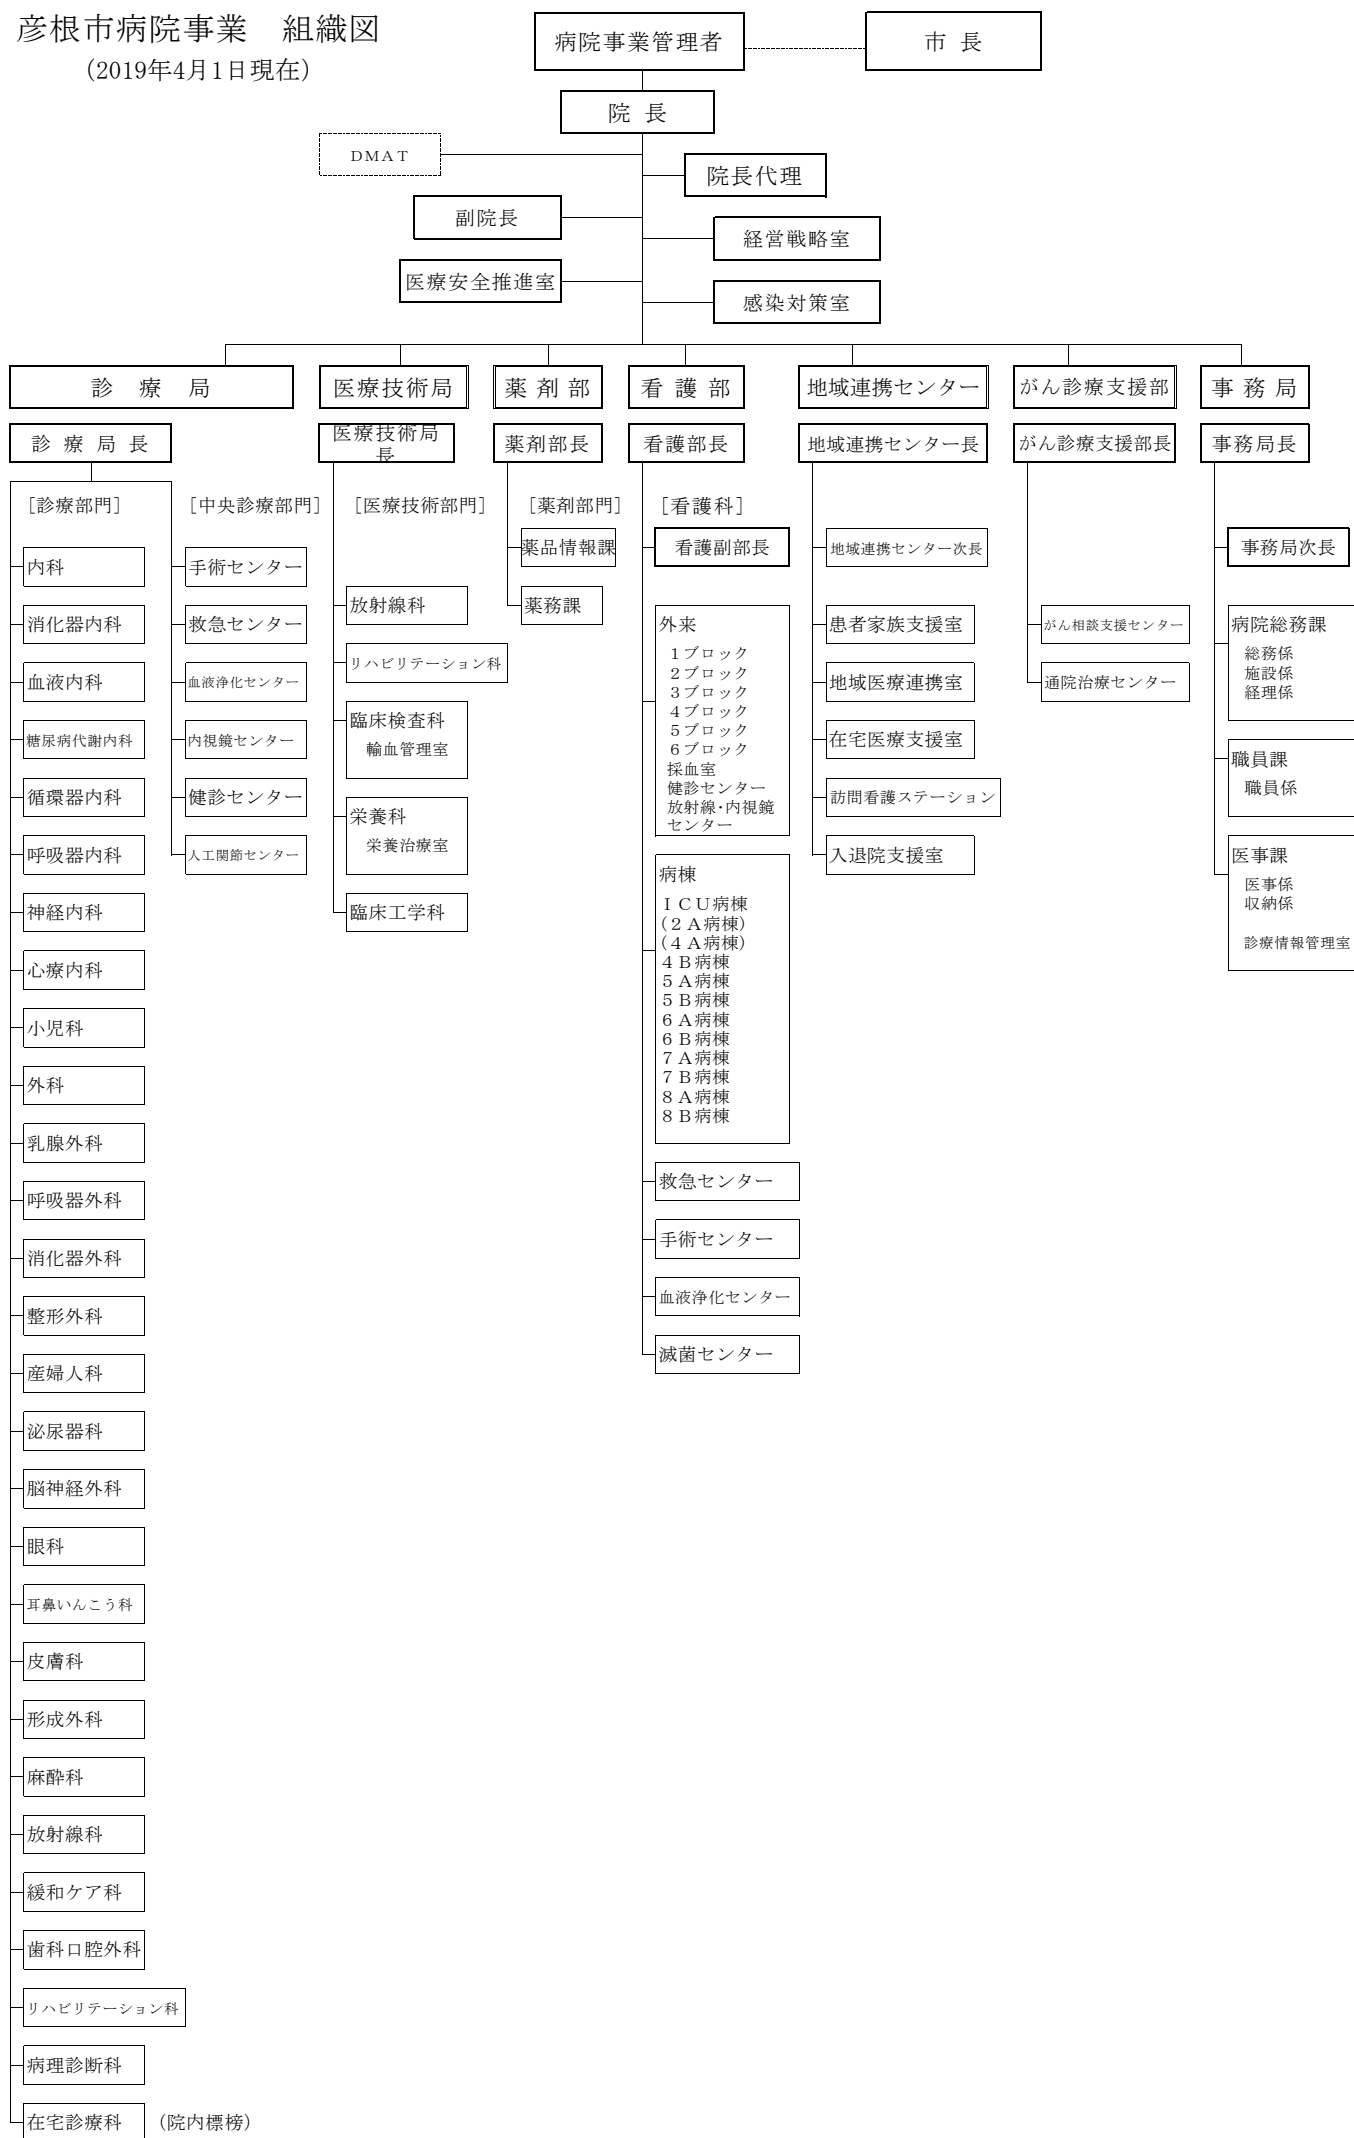 彦根市病院事業　組織図
（2019年4月1日現在）
病院事業管理者
市 長
院 長
DMAT
院長代理
副院長
経営戦略室
医療安全推進室
感染対策室
診 療 局
医療技術局
薬 剤 部
看 護 部
地域連携センター
がん診療支援部
事 務 局
診 療 局 長
医療技術局
長
薬剤部長
看護部長
地域連携センター長
がん診療支援部長
事務局長
［診療部門］
内科
消化器内科
血液内科
糖尿病代謝内科
循環器内科
呼吸器内科
神経内科
心療内科
小児科
外科
乳腺外科
呼吸器外科
消化器外科
整形外科
産婦人科
泌尿器科
脳神経外科
眼科
耳鼻いんこう科
皮膚科
形成外科
麻酔科
放射線科
緩和ケア科
歯科口腔外科
リハビリテーション科
病理診断科
在宅診療科　（院内標榜）
［中央診療部門］
手術センター
救急センター
血液浄化センター
内視鏡センター
健診センター
人工関節センター
［医療技術部門］
放射線科
リハビリテーション科
臨床検査科
輸血管理室
栄養科
栄養治療室
臨床工学科
［薬剤部門］
薬品情報課
薬務課
［看護科］
看護副部長
外来
１ブロック
２ブロック
３ブロック
４ブロック
５ブロック
６ブロック
採血室
健診センター
放射線･内視鏡
センター
病棟
ＩＣＵ病棟
(２Ａ病棟)
(４Ａ病棟)
４Ｂ病棟
５Ａ病棟
５Ｂ病棟
６Ａ病棟
６Ｂ病棟
７Ａ病棟
７Ｂ病棟
８Ａ病棟
８Ｂ病棟
救急センター
手術センター
血液浄化センター
滅菌センター
地域連携センター次長
患者家族支援室
地域医療連携室
在宅医療支援室
訪問看護ステーション
入退院支援室
がん相談支援センター
通院治療センター
事務局次長
病院総務課
総務係
施設係
経理係
職員課
職員係
医事課
医事係
収納係
診療情報管理室